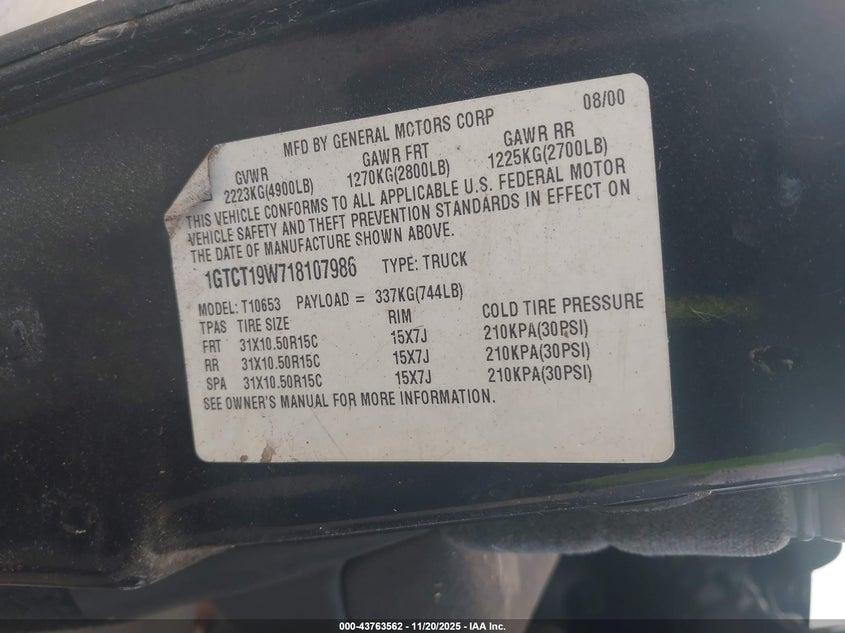 08/00
MFD BY GENERAL MOTORS CORP
GVWR GAWR FRT GAWR RR
2223KG(4900LB) 1270KG(2800LB) 1225KG(2700LB)
THIS VEHICLE CONFORMS TO ALL APPLICABLE U.S. FEDERAL MOTOR
VEHICLE SAFETY AND THEFT PREVENTION STANDARDS IN EFFECT ON
THE DATE OF MANUFACTURE SHOWN ABOVE.
1GTCT19W718107986 TYPE: TRUCK
MODEL: T10653 PAYLOAD = 337KG(744LB)
TPAS TIRE SIZE RIM COLD TIRE PRESSURE
FRT 31X10.50R15C 15X7J 210KPA(30PSI)
RR 31X10.50R15C 15X7J 210KPA(30PSI)
SPA 31X10.50R15C 15X7J 210KPA(30PSI)
SEE OWNER'S MANUAL FOR MORE INFORMATION.
000-43763562 - 11/20/2025 - IAA Inc.